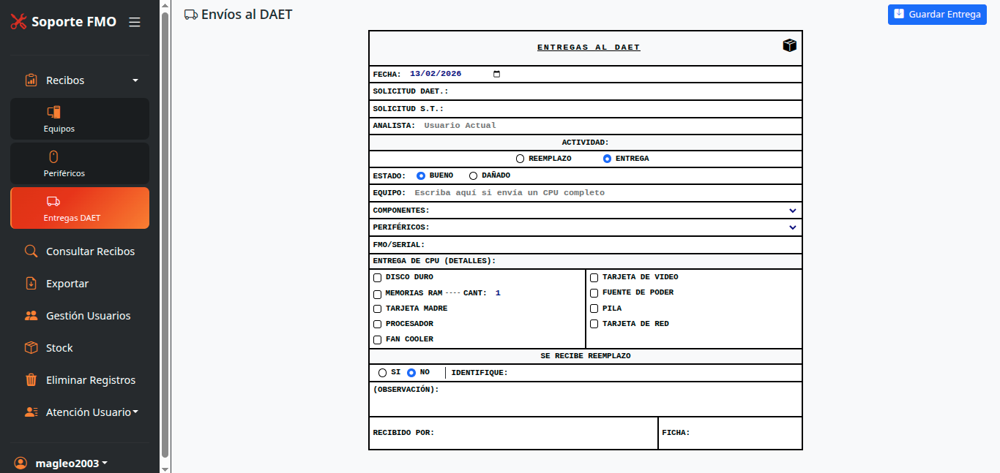 Soporte FMO
Recibos
Equipos
Periféricos
Entregas DAET
Consultar Recibos
Exportar
Gestión Usuarios
Stock
Eliminar Registros
Atención Usuario
magleo2003
Envíos al DAET
Guardar Entrega
ENTREGAS AL DAET
FECHA: 13/02/2026
SOLICITUD DAET.:
SOLICITUD S.T.:
ANALISTA: Usuario Actual
ACTIVIDAD:
REEMPLAZO ENTREGA
ESTADO: BUENO DAÑADO
EQUIPO: Escriba aquí si envía un CPU completo
COMPONENTES:
PERIFÉRICOS:
FMO/SERIAL:
ENTREGA DE CPU (DETALLES):
DISCO DURO
MEMORIAS RAM ---- CANT: 1
TARJETA MADRE
PROCESADOR
FAN COOLER
TARJETA DE VIDEO
FUENTE DE PODER
PILA
TARJETA DE RED
SE RECIBE REEMPLAZO
SI NO IDENTIFIQUE:
(OBSERVACIÓN):
RECIBIDO POR: FICHA: